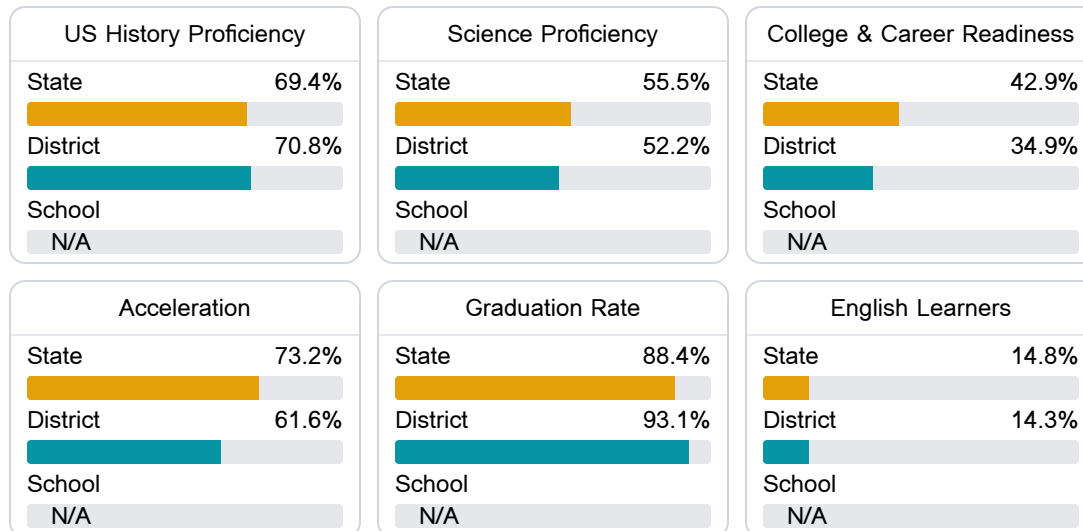 US History Proficiency
State 69.4%
District 70.8%
School
N/A
Science Proficiency
State 55.5%
District 52.2%
School
N/A
College & Career Readiness
State 42.9%
District 34.9%
School
N/A
Acceleration
State 73.2%
District 61.6%
School
N/A
Graduation Rate
State 88.4%
District 93.1%
School
N/A
English Learners
State 14.8%
District 14.3%
School
N/A